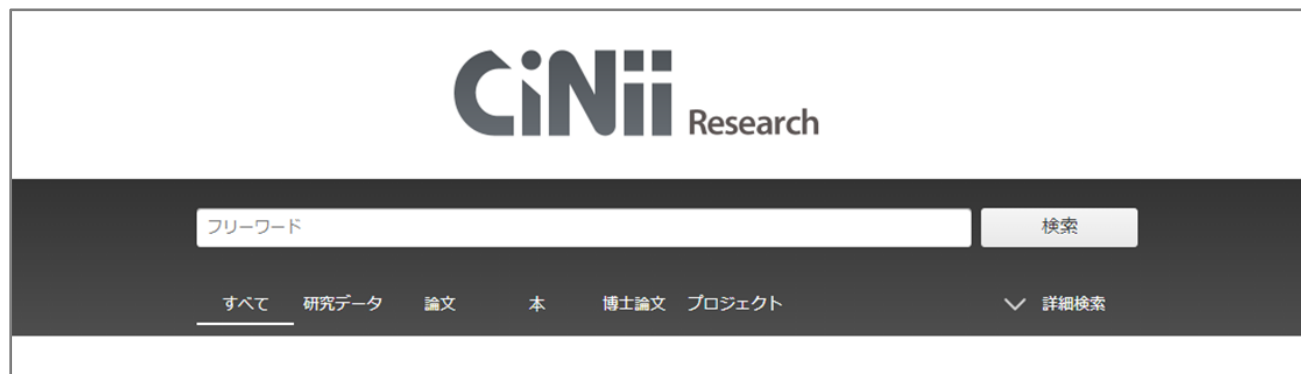 CiNii Research
フリーワード
検索
すべて 研究データ 論文 本 博士論文 プロジェクト 詳細検索